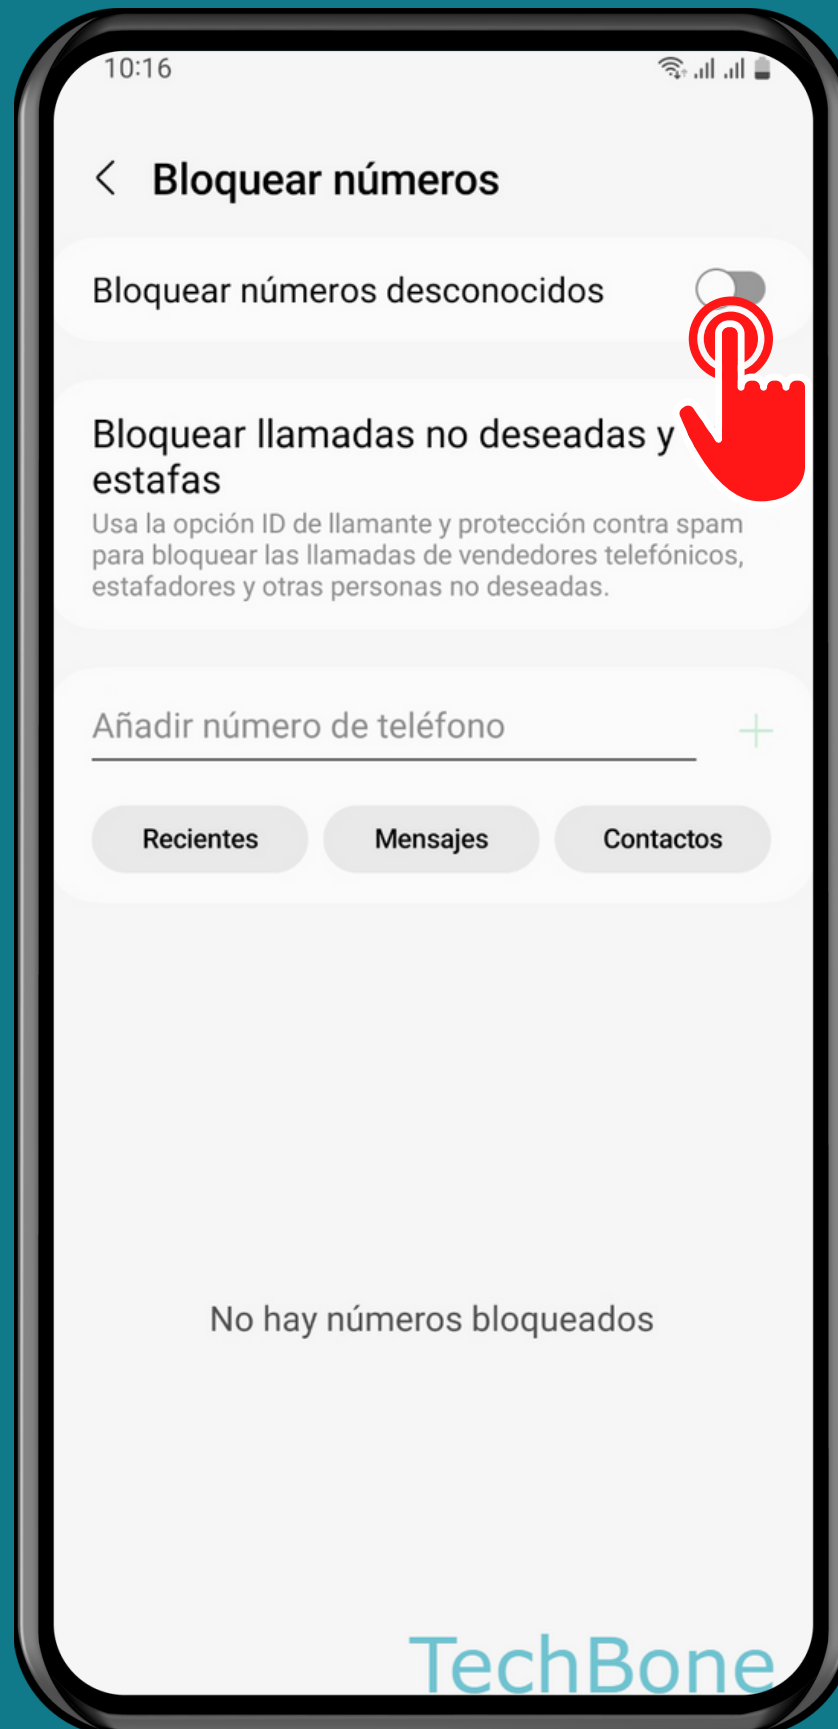 10:16
Bloquear números
Bloquear números desconocidos
Bloquear llamadas no deseadas y
estafas
Usa la opción ID de llamante y protección contra spam
para bloquear las llamadas de vendedores telefónicos,
estafadores y otras personas no deseadas.
Añadir número de teléfono
Recientes
Mensajes
Contactos
No hay números bloqueados
TechBone